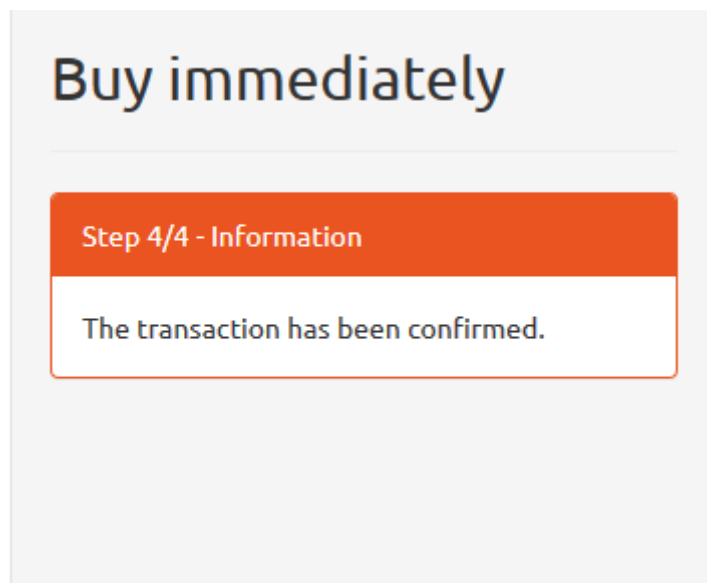 Buy immediately
Step 4/4 - Information
The transaction has been confirmed.